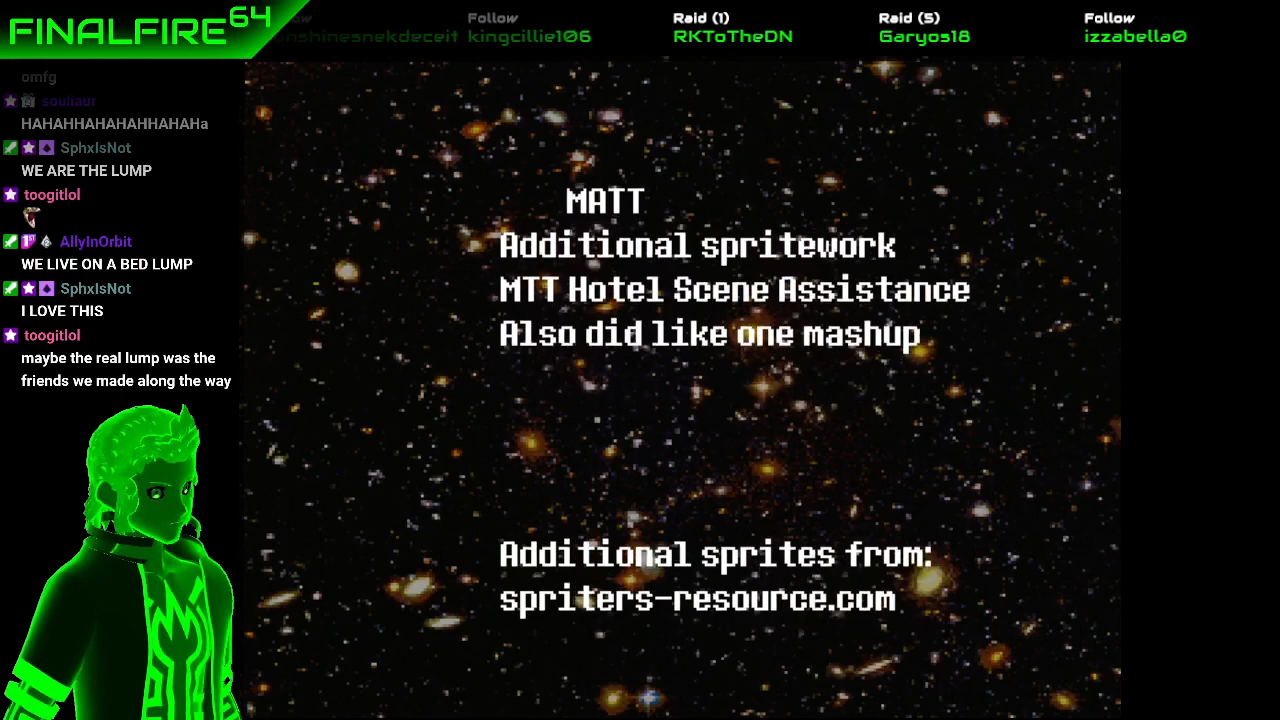 FINALFIRE64
Follow
kingcillie106
Raid (1)
RKToTheDN
Raid (5)
Garyos18
Follow
izzabella0
omfg
souliaur
HAHAHHAHAHAHHAHAHa
SphxIsNot
WE ARE THE LUMP
toogitlol
AllyInOrbit
WE LIVE ON A BED LUMP
SphxIsNot
I LOVE THIS
toogitlol
maybe the real lump was the
friends we made along the way
MATT
Additional spritework
MTT Hotel Scene Assistance
Also did like one mashup
Additional sprites from:
spriters-resource.com